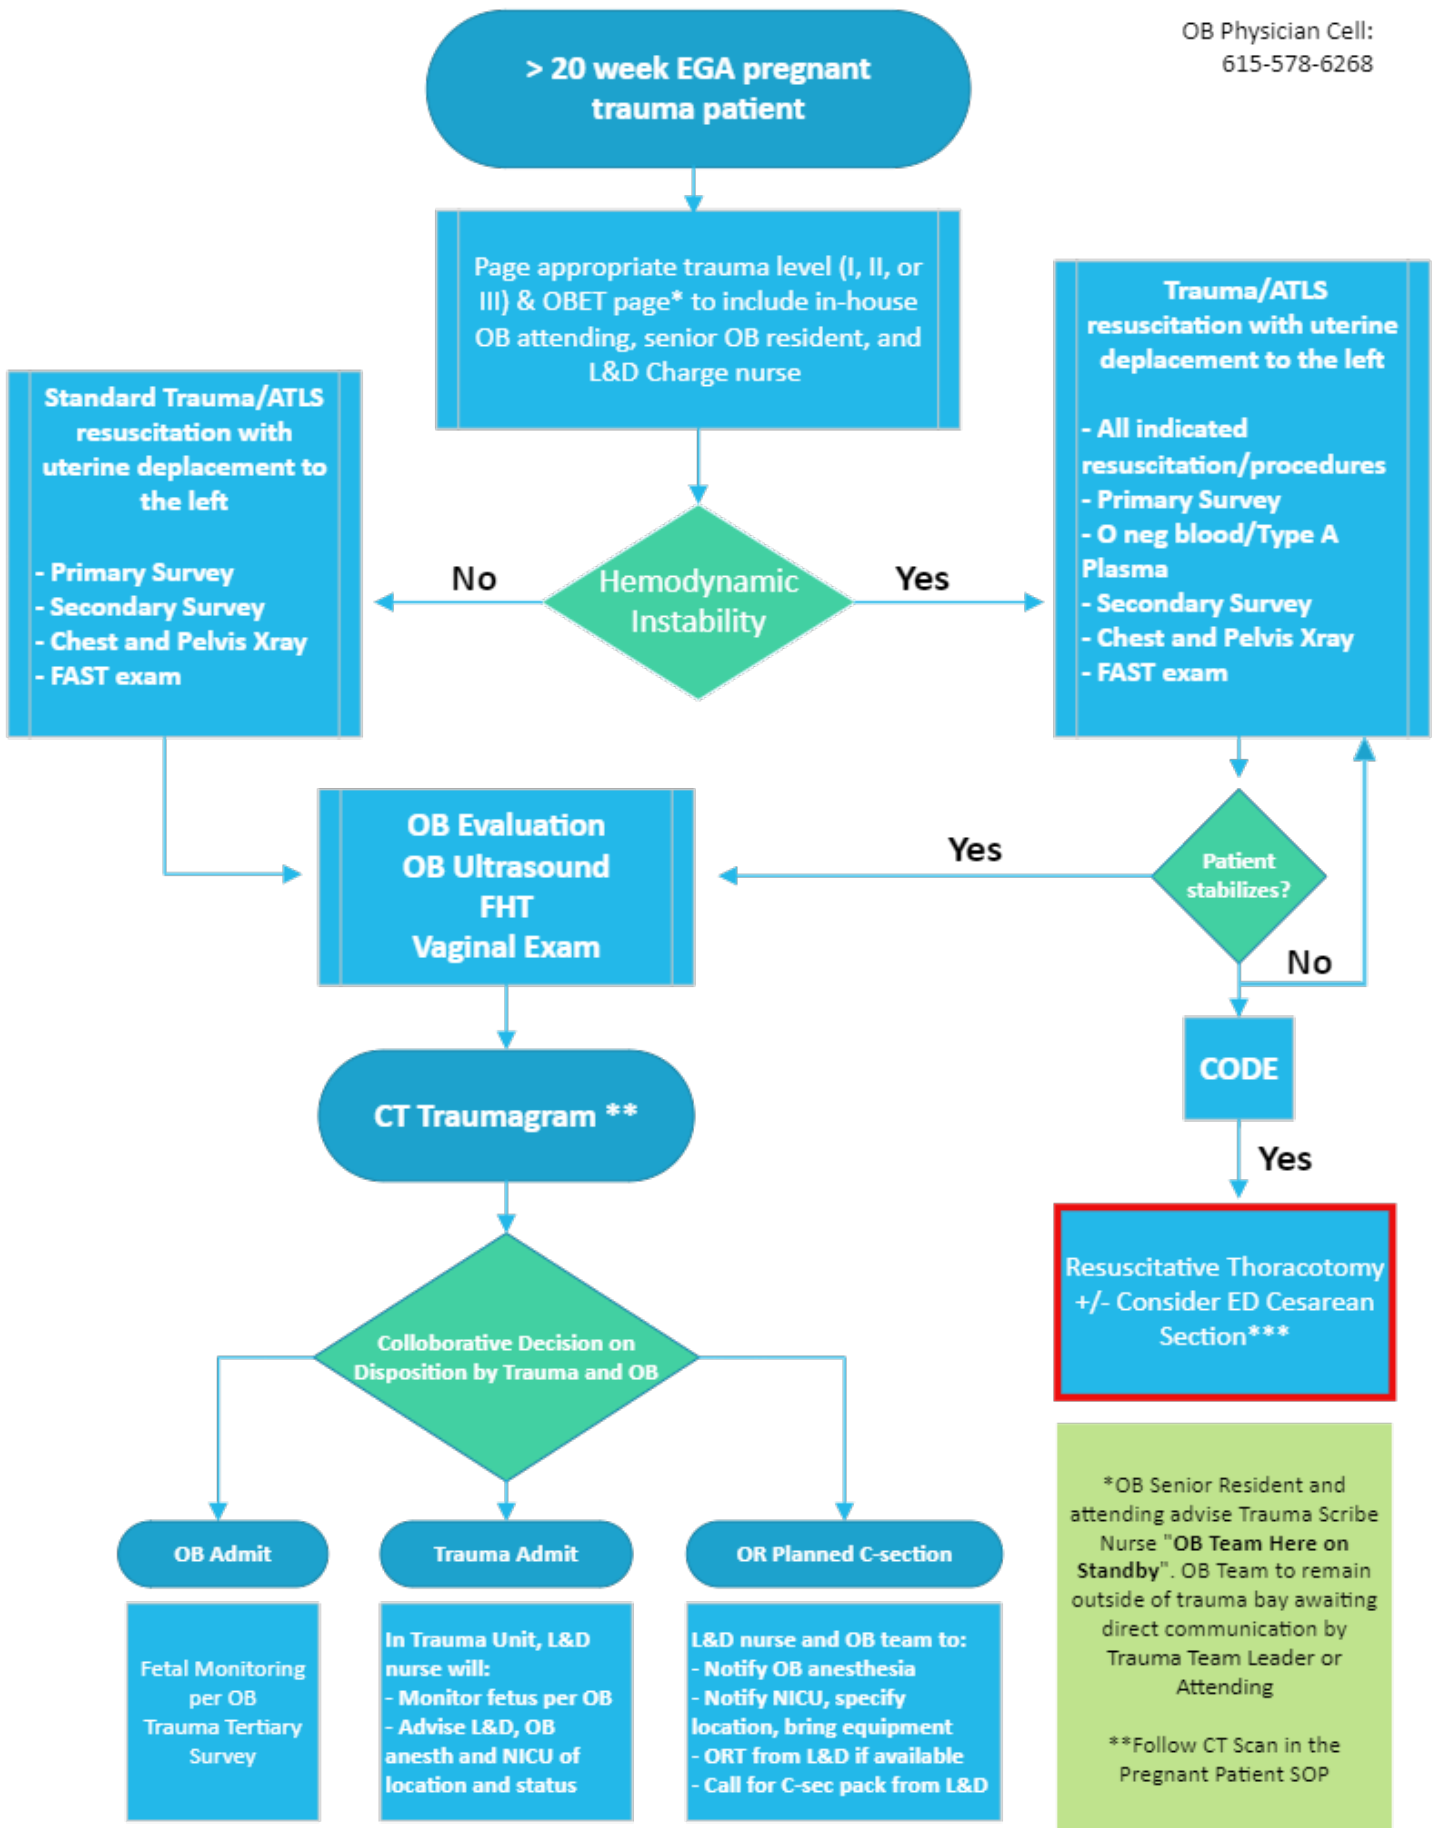 OB Physician Cell:
615-578-6268
> 20 week EGA pregnant
trauma patient
Page appropriate trauma level (I, II, or
III) & OBET page* to include in-house
OB attending, senior OB resident, and
L&D Charge nurse
Standard Trauma/ATLS
resuscitation with
uterine deplacement to
the left
- Primary Survey
- Secondary Survey
- Chest and Pelvis Xray
- FAST exam
No
Hemodynamic
Instability
Yes
Trauma/ATLS
resuscitation with uterine
deplacement to the left
- All indicated
resuscitation/procedures
- Primary Survey
- O neg blood/Type A
Plasma
- Secondary Survey
- Chest and Pelvis Xray
- FAST exam
OB Evaluation
OB Ultrasound
FHT
Vaginal Exam
Yes
Patient
stabilizes?
No
CODE
Yes
Resuscitative Thoracotomy
+/- Consider ED Cesarean
Section***
CT Traumagram **
Colloborative Decision on
Disposition by Trauma and OB
OB Admit
Fetal Monitoring
per OB
Trauma Tertiary
Survey
Trauma Admit
In Trauma Unit, L&D
nurse will:
- Monitor fetus per OB
- Advise L&D, OB
anesth and NICU of
location and status
OR Planned C-section
L&D nurse and OB team to:
- Notify OB anesthesia
- Notify NICU, specify
location, bring equipment
- ORT from L&D if available
- Call for C-sec pack from L&D
*OB Senior Resident and
attending advise Trauma Scribe
Nurse "OB Team Here on
Standby". OB Team to remain
outside of trauma bay awaiting
direct communication by
Trauma Team Leader or
Attending
**Follow CT Scan in the
Pregnant Patient SOP